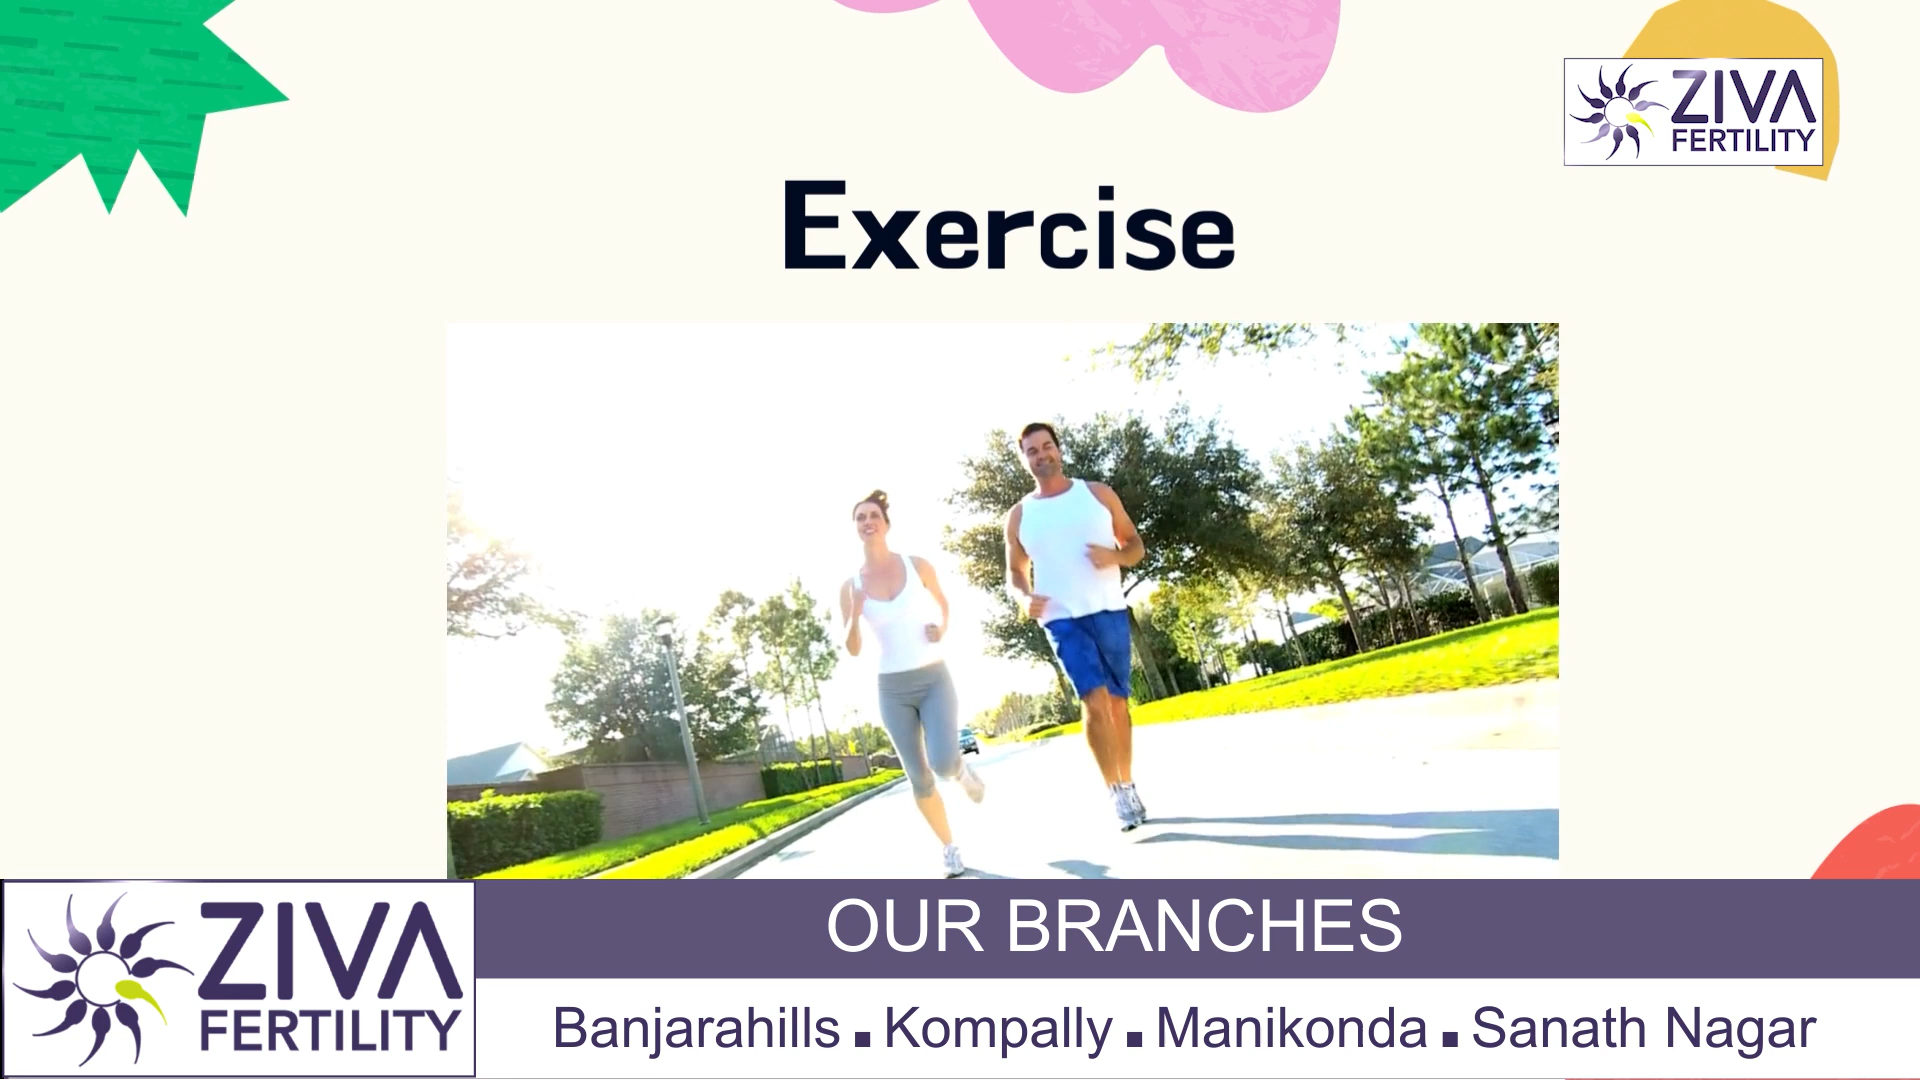 ZIVA
FERTILITY
Exercise
ZIVA
FERTILITY
OUR BRANCHES
Banjarahills ▪ Kompally ▪ Manikonda ▪ Sanath Nagar